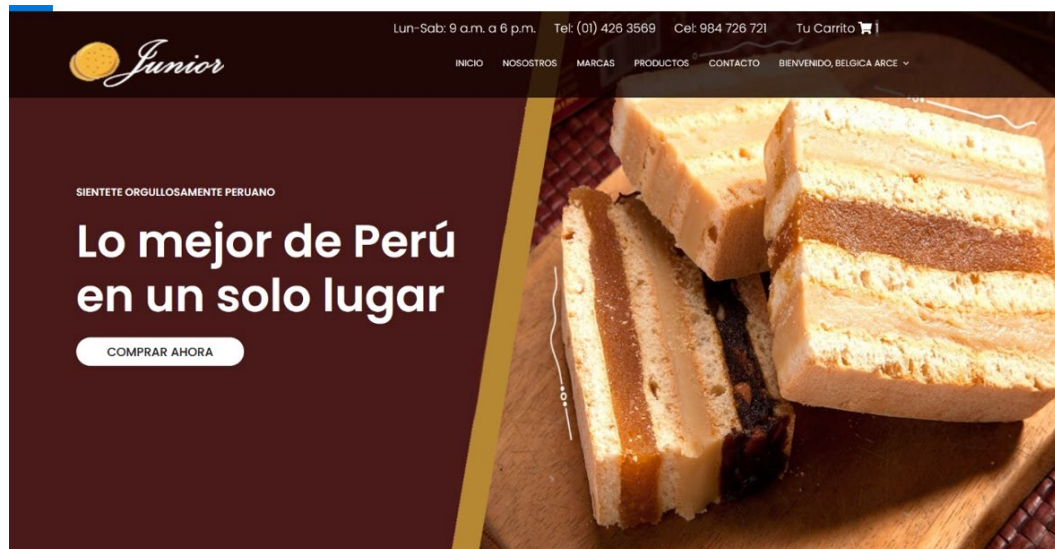 Junior
Lun-Sab: 9 a.m. a 6 p.m. Tel: (01) 426 3569 Cel: 984 726 721 Tu Carrito 1
INICIO NOSOSTROS MARCAS PRODUCTOS CONTACTO BIENVENIDO, BELGICA ARCE
SIENTETE ORGULLOSAMENTE PERUANO
Lo mejor de Perú
en un solo lugar
COMPRAR AHORA